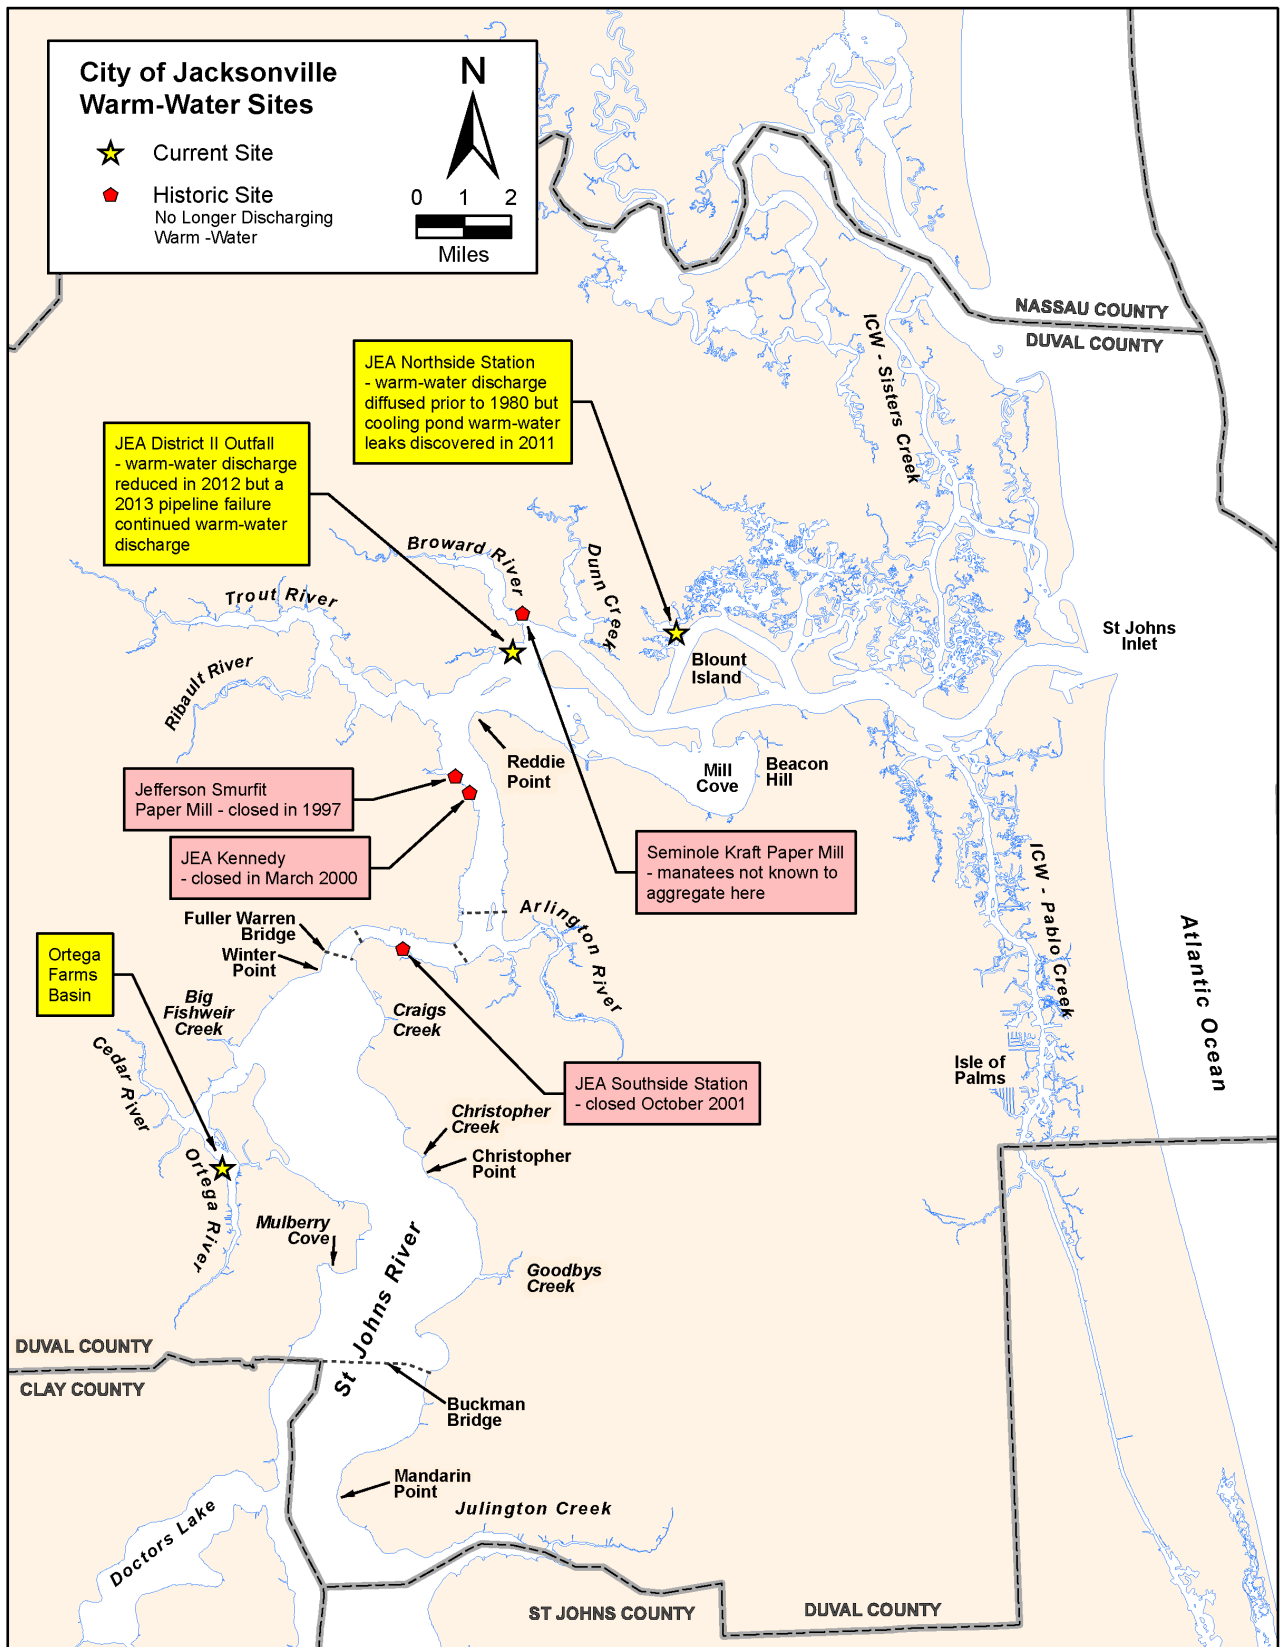 City of Jacksonville
Warm-Water Sites
Current Site
Historic Site
No Longer Discharging
Warm -Water
N
0 1 2
Miles
NASSAU COUNTY
DUVAL COUNTY
ICW - Sisters Creek
JEA Northside Station
- warm-water discharge
diffused prior to 1980 but
cooling pond warm-water
leaks discovered in 2011
JEA District II Outfall
- warm-water discharge
reduced in 2012 but a
2013 pipeline failure
continued warm-water
discharge
Broward River
Dunn Creek
Trout River
Ribault River
St Johns
Inlet
Blount
Island
Reddie
Point
Mill
Cove
Beacon
Hill
Jefferson Smurfit
Paper Mill - closed in 1997
JEA Kennedy
- closed in March 2000
Seminole Kraft Paper Mill
- manatees not known to
aggregate here
ICW - Pablo Creek
Arlington River
Fuller Warren
Bridge
Winter
Point
Atlantic Ocean
Ortega
Farms
Basin
Big
Fishweir
Creek
Craigs
Creek
Cedar River
Isle of
Palms
JEA Southside Station
- closed October 2001
Christopher
Creek
Christopher
Point
Ortega River
Mulberry
Cove
Goodbys
Creek
St Johns River
DUVAL COUNTY
CLAY COUNTY
Buckman
Bridge
Mandarin
Point
Julington Creek
Doctors Lake
ST JOHNS COUNTY
DUVAL COUNTY